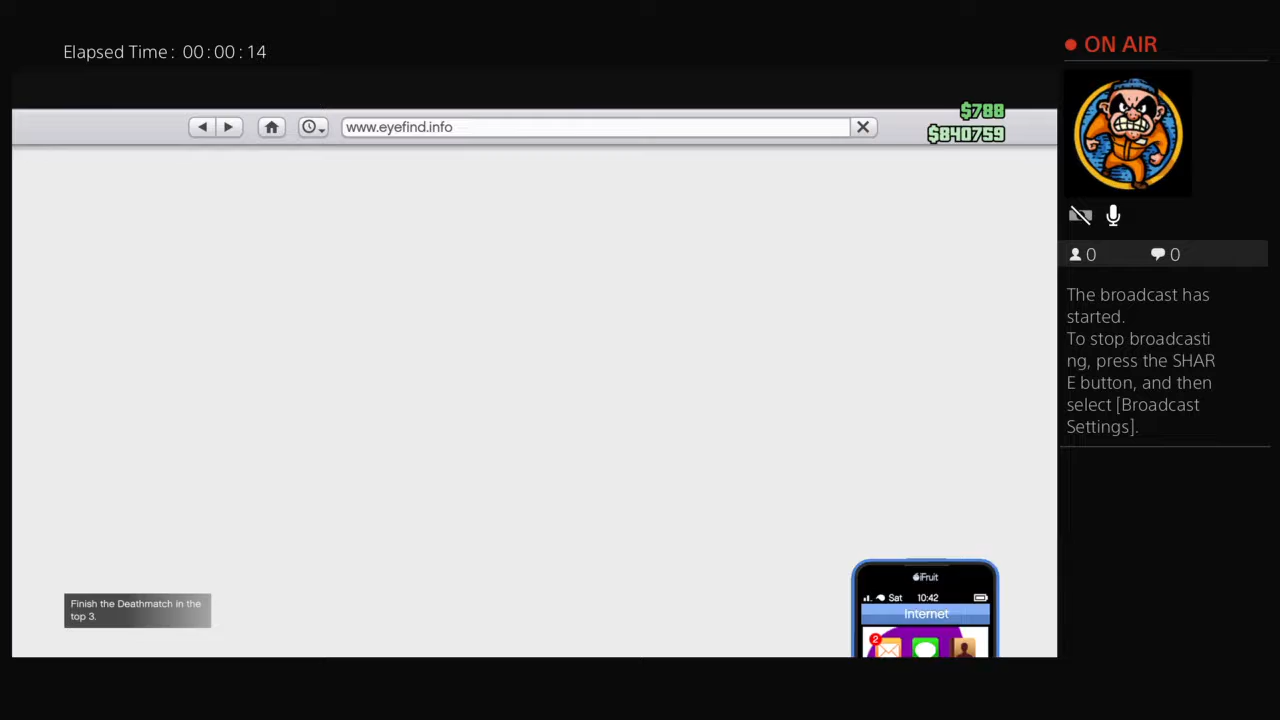 Elapsed Time: 00:00:14
ON AIR
www.eyefind.info
$788
$840759
0
0
The broadcast has
started.
To stop broadcasti
ng, press the SHAR
E button, and then
select [Broadcast
Settings].
iFruit
Sat 10:42
Internet
2
Finish the Deathmatch in the
top 3.